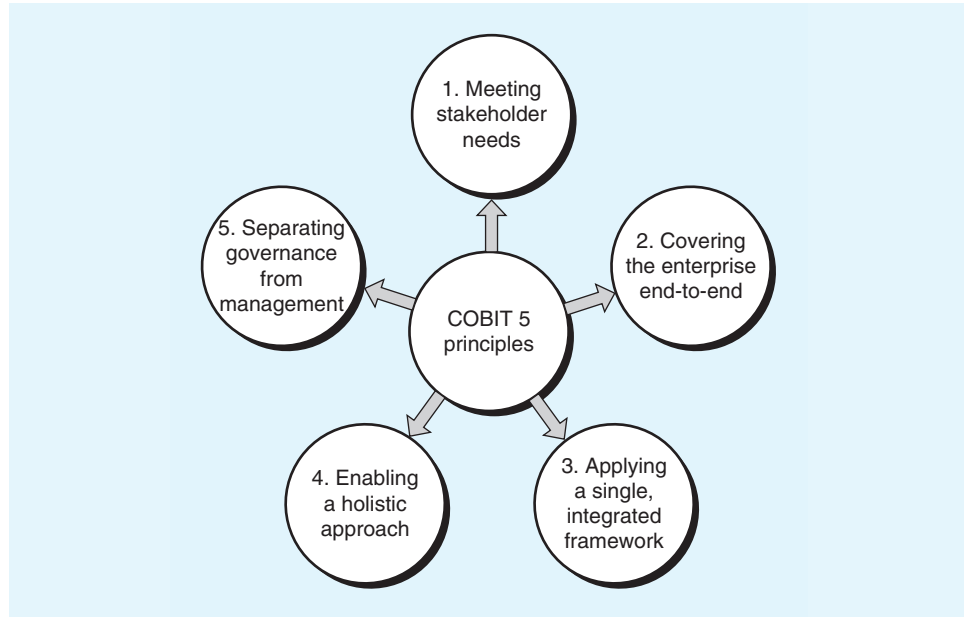 1. Meeting
stakeholder
needs
2. Covering
the enterprise
end-to-end
3. Applying
a single,
integrated
framework
4. Enabling
a holistic
approach
5. Separating
governance
from
management
COBIT 5
principles